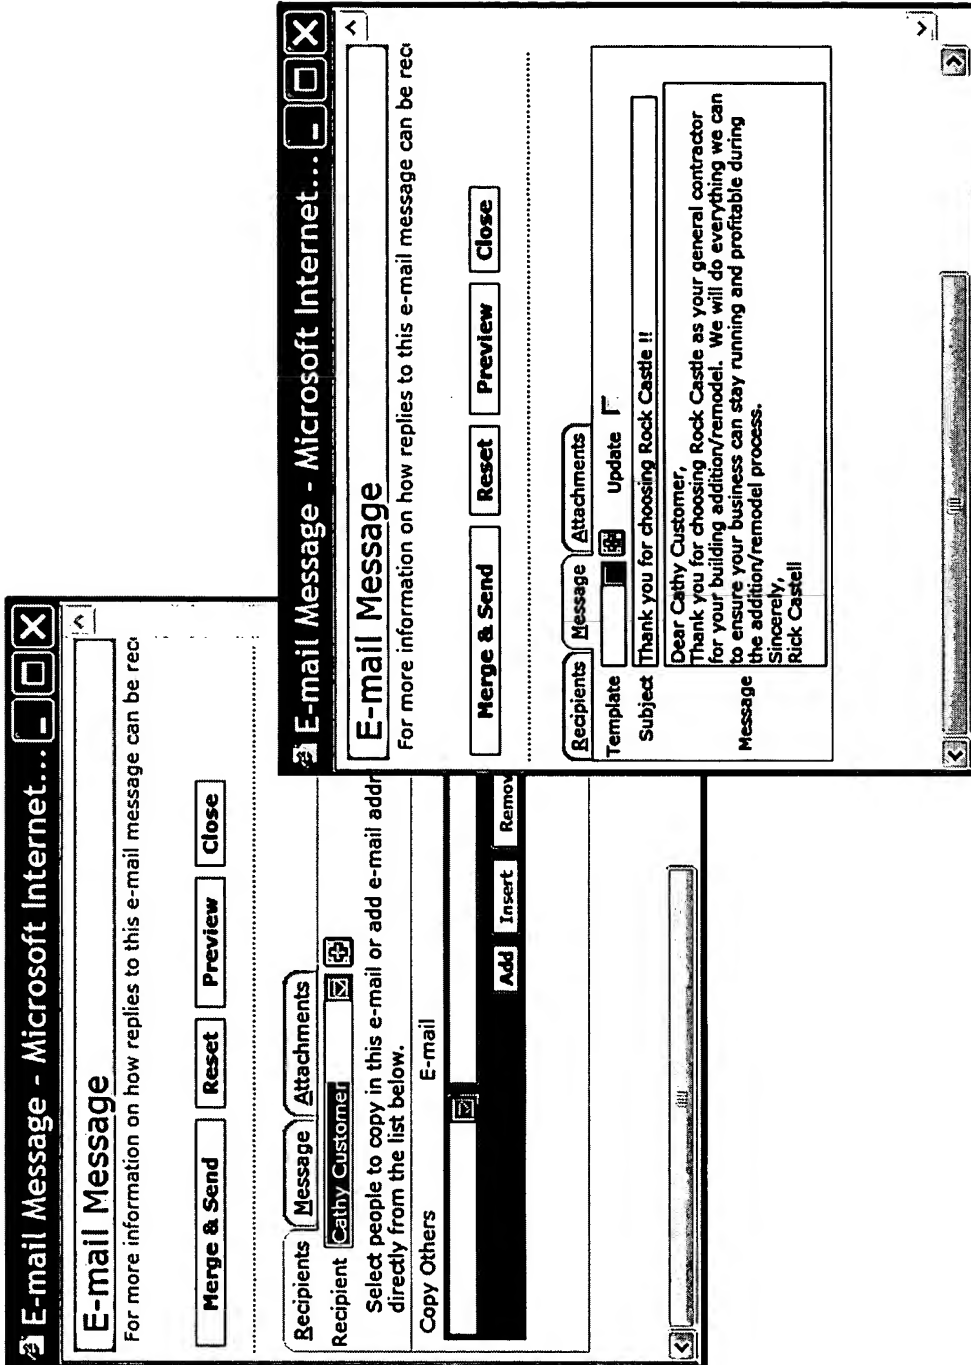 E-mail Message - Microsoft Internet...
E-mail Message
For more information on how replies to this e-mail message can be reco
Merge & Send Reset Preview Close
Recipients Message Attachments
Recipient Cathy Customer
Select people to copy in this e-mail or add e-mail addr
directly from the list below.
Copy Others E-mail
Add Insert Remov
E-mail Message - Microsoft Internet...
E-mail Message
For more information on how replies to this e-mail message can be reco
Merge & Send Reset Preview Close
Recipients Message Attachments
Template Update
Subject Thank you for choosing Rock Castle !!
Message
Dear Cathy Customer,
Thank you for choosing Rock Castle as your general contractor
for your building addition/remodel. We will do everything we can
to ensure your business can stay running and profitable during
the addition/remodel process.
Sincerely,
Rick Castell